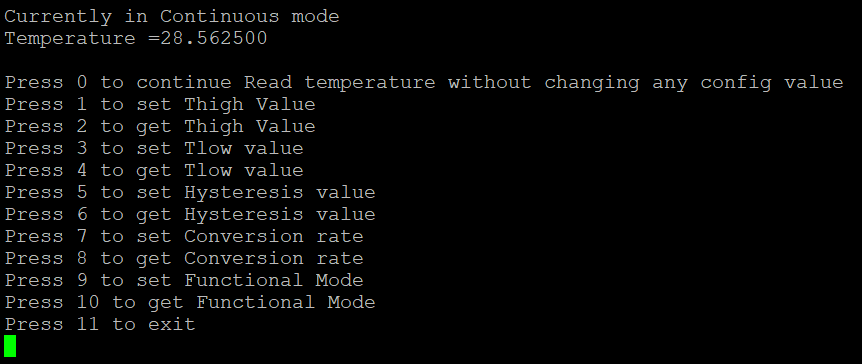 Currently in Continuous mode
Temperature =28.562500
Press 0 to continue Read temperature without changing any config value
Press 1 to set Thigh Value
Press 2 to get Thigh Value
Press 3 to set Tlow value
Press 4 to get Tlow value
Press 5 to set Hysteresis value
Press 6 to get Hysteresis value
Press 7 to set Conversion rate
Press 8 to get Conversion rate
Press 9 to set Functional Mode
Press 10 to get Functional Mode
Press 11 to exit